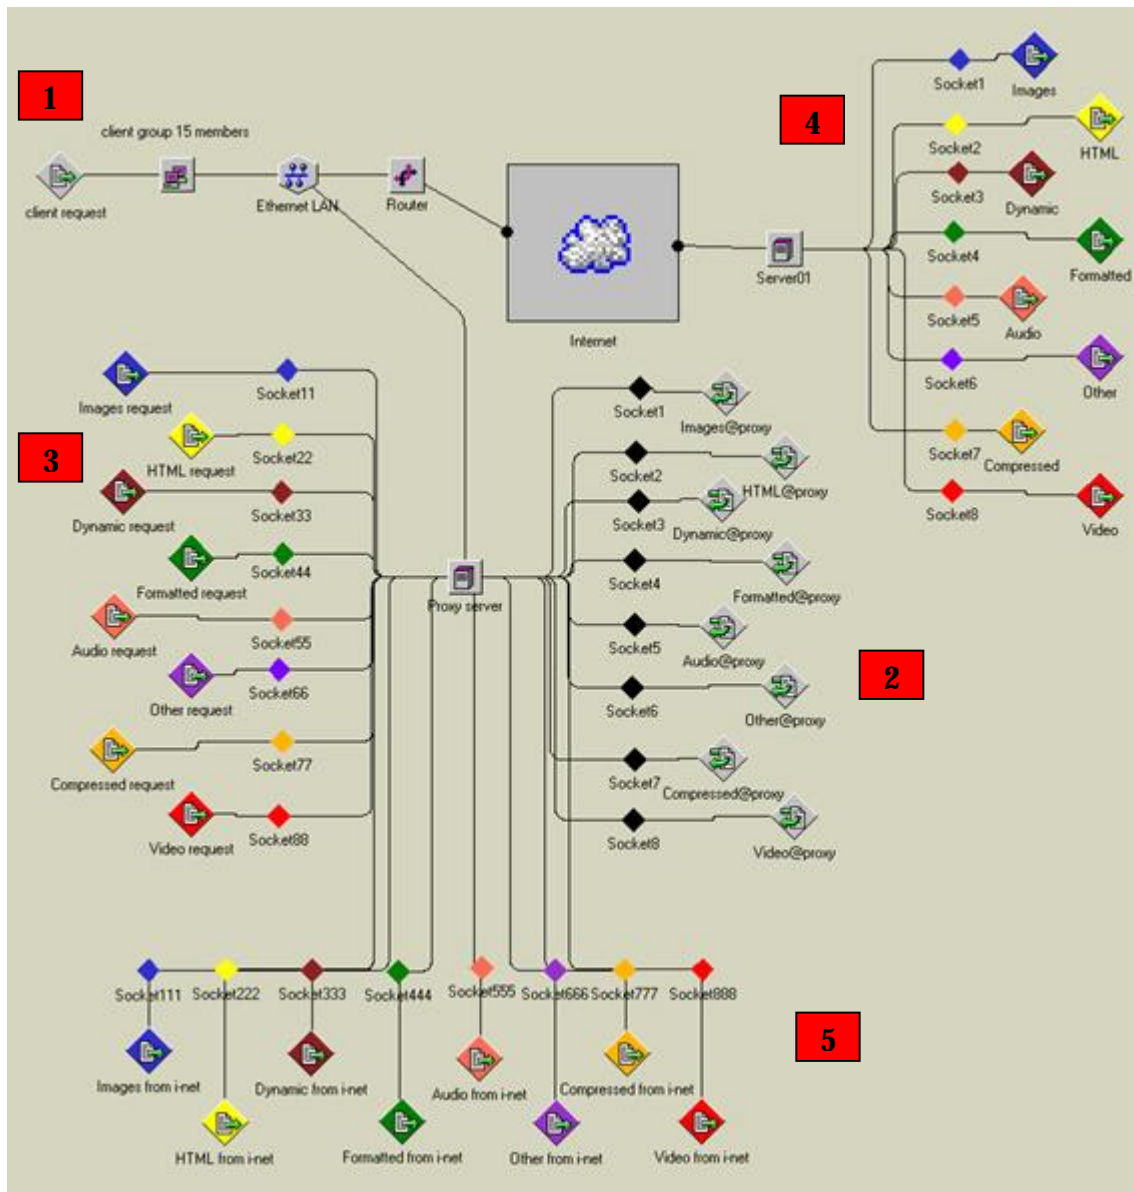 1
client group 15 members
client request
Ethernet LAN
Router
Internet
Server01
4
Socket1
Images
Socket2
HTML
Socket3
Dynamic
Socket4
Formatted
Socket5
Audio
Socket6
Other
Socket7
Compressed
Socket8
Video
3
Images request
Socket11
HTML request
Socket22
Dynamic request
Socket33
Formatted request
Socket44
Audio request
Socket55
Other request
Socket66
Compressed request
Socket77
Video request
Socket88
Proxy server
Socket1
Images@proxy
Socket2
HTML@proxy
Socket3
Dynamic@proxy
Socket4
Formatted@proxy
Socket5
Audio@proxy
Socket6
Other@proxy
Socket7
Compressed@proxy
Socket8
Video@proxy
2
Socket111
Socket222
Socket333
Socket444
Socket555
Socket666
Socket777
Socket888
5
Images from i-net
Dynamic from i-net
Audio from i-net
Compressed from i-net
HTML from i-net
Formatted from i-net
Other from i-net
Video from i-net